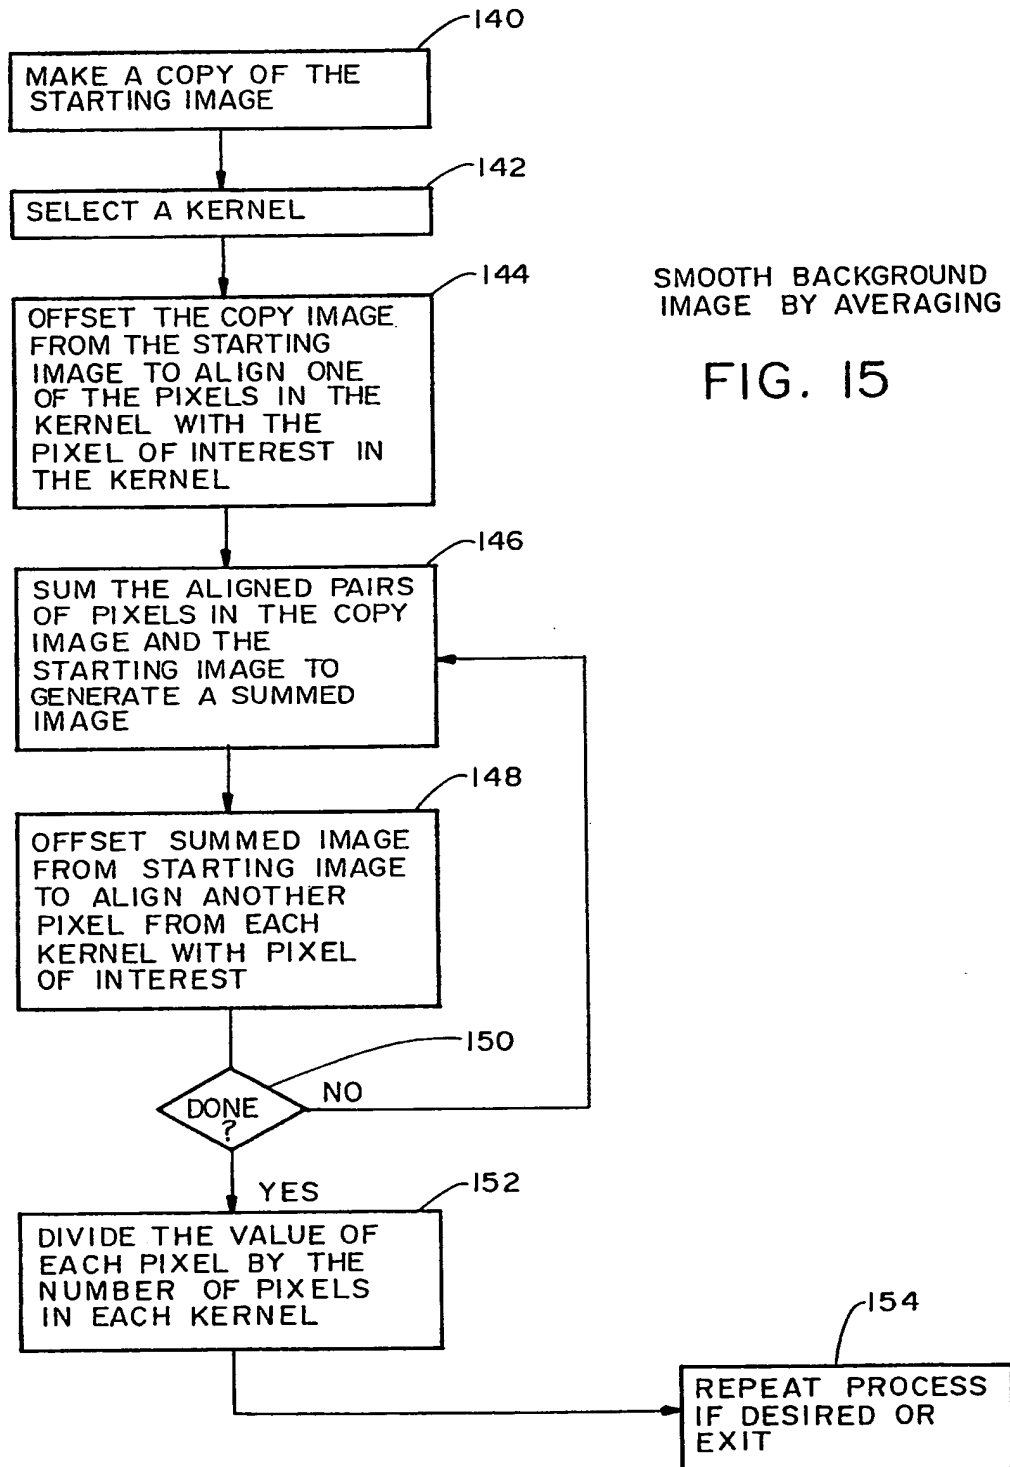 140
MAKE A COPY OF THE
STARTING IMAGE
142
SELECT A KERNEL
144
OFFSET THE COPY IMAGE
FROM THE STARTING
IMAGE TO ALIGN ONE
OF THE PIXELS IN THE
KERNEL WITH THE
PIXEL OF INTEREST IN
THE KERNEL
SMOOTH BACKGROUND
IMAGE BY AVERAGING
FIG. 15
146
SUM THE ALIGNED PAIRS
OF PIXELS IN THE COPY
IMAGE AND THE
STARTING IMAGE TO
GENERATE A SUMMED
IMAGE
148
OFFSET SUMMED IMAGE
FROM STARTING IMAGE
TO ALIGN ANOTHER
PIXEL FROM EACH
KERNEL WITH PIXEL
OF INTEREST
150
DONE
?
NO
YES
152
DIVIDE THE VALUE OF
EACH PIXEL BY THE
NUMBER OF PIXELS
IN EACH KERNEL
154
REPEAT PROCESS
IF DESIRED OR
EXIT